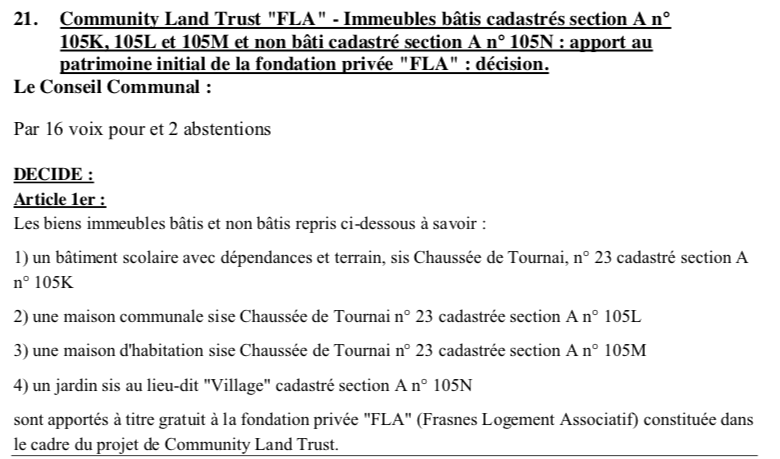 21. Community Land Trust "FLA" - Immeubles bâtis cadastrés section A n°
105K, 105L et 105M et non bâti cadastré section A n° 105N : apport au
patrimoine initial de la fondation privée "FLA" : décision.
Le Conseil Communal :
Par 16 voix pour et 2 abstentions
DECIDE :
Article 1er :
Les biens immeubles bâtis et non bâtis repris ci-dessous à savoir :
1) un bâtiment scolaire avec dépendances et terrain, sis Chaussée de Tournai, n° 23 cadastré section A
n° 105K
2) une maison communale sise Chaussée de Tournai n° 23 cadastrée section A n° 105L
3) une maison d'habitation sise Chaussée de Tournai n° 23 cadastrée section A n° 105M
4) un jardin sis au lieu-dit "Village" cadastré section A n° 105N
sont apportés à titre gratuit à la fondation privée "FLA" (Frasnes Logement Associatif) constituée dans
le cadre du projet de Community Land Trust.